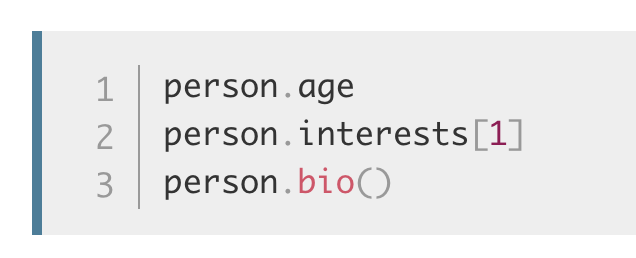 1 person.age
2 person.interests[1]
3 person.bio()